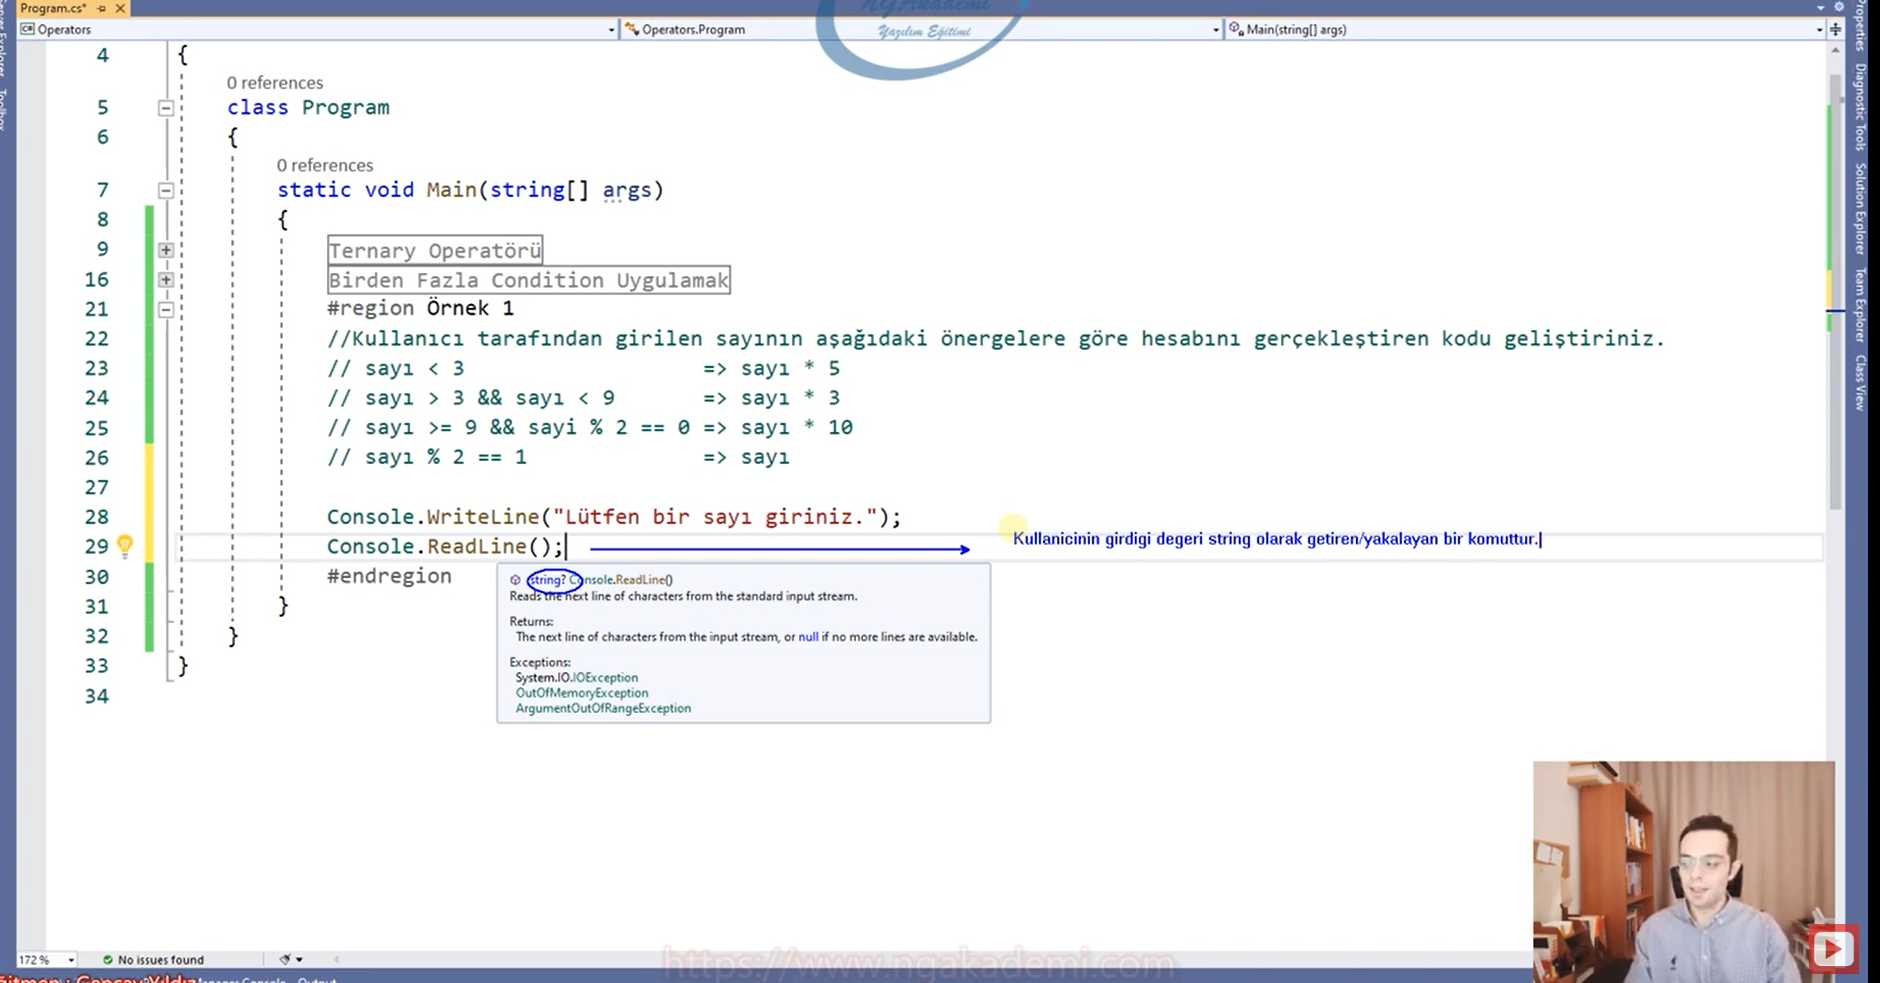 Program.cs*
NGAkademi
Yazılım Eğitimi
Operators
Operators.Program
Main(string[] args)
4 {
0 references
5 class Program
6 {
0 references
7 static void Main(string[] args)
8 {
9 Ternary Operatörü
16 Birden Fazla Condition Uygulamak
21 #region Örnek 1
22 //Kullanıcı tarafından girilen sayının aşağıdaki önergelere göre hesabını gerçekleştiren kodu geliştiriniz.
23 // sayı < 3 => sayı * 5
24 // sayı > 3 && sayı < 9 => sayı * 3
25 // sayı >= 9 && sayi % 2 == 0 => sayı * 10
26 // sayı % 2 == 1 => sayı
27
28 Console.WriteLine("Lütfen bir sayı giriniz.");
29 Console.ReadLine();
Kullanicinin girdigi degeri string olarak getiren/yakalayan bir komuttur.
30 #endregion
31 }
32 }
33 }
34
string? Console.ReadLine()
Reads the next line of characters from the standard input stream.
Returns:
The next line of characters from the input stream, or null if no more lines are available.
Exceptions:
System.IO.IOException
OutOfMemoryException
ArgumentOutOfRangeException
Properties
Diagnostic Tools
Solution Explorer
Team Explorer
Class View
Toolbox
172 %
No issues found
https://www.ngakademi.com
Eğitmen : Gençay Yıldız
Console Output